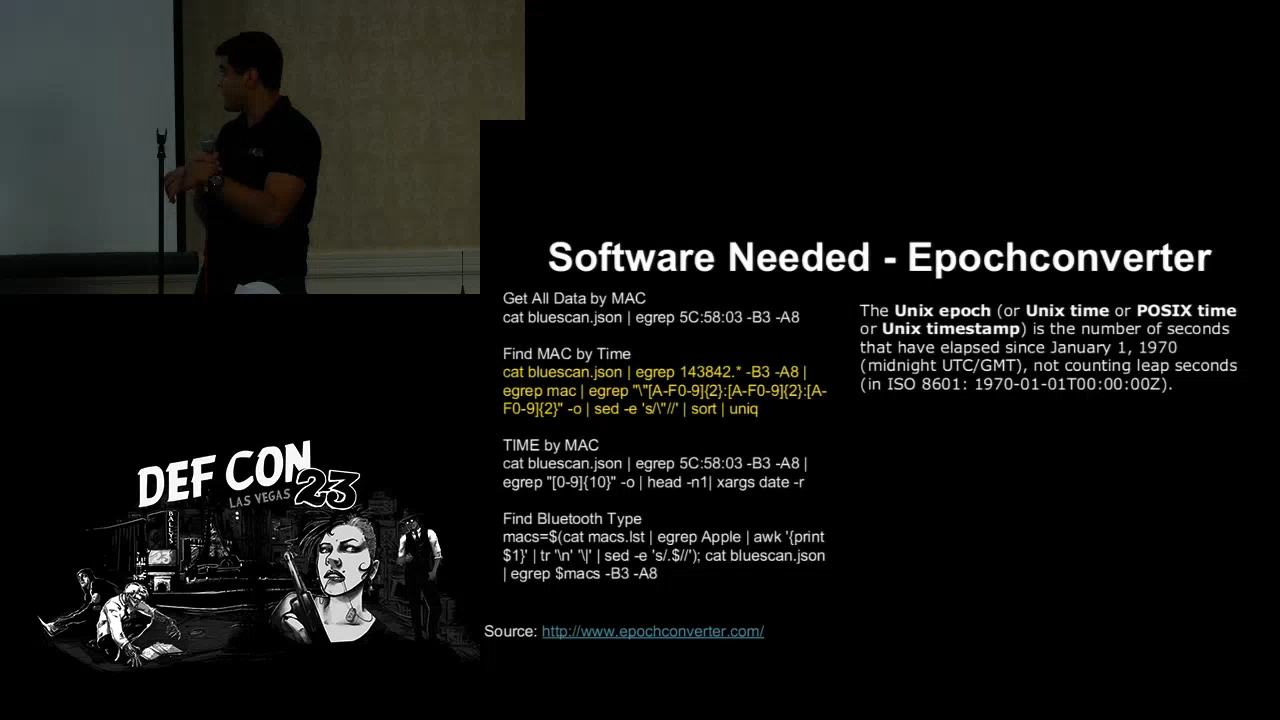 Software Needed - Epochconverter
Get All Data by MAC
cat bluescan.json | egrep 5C:58:03 -B3 -A8
Find MAC by Time
cat bluescan.json | egrep 143842.* -B3 -A8 |
egrep mac | egrep "\"[A-F0-9]{2}:[A-F0-9]{2}:[A-
F0-9]{2}" -o | sed -e 's/\"//' | sort | uniq
TIME by MAC
cat bluescan.json | egrep 5C:58:03 -B3 -A8 |
egrep "[0-9]{10}" -o | head -n1| xargs date -r
Find Bluetooth Type
macs=$(cat macs.lst | egrep Apple | awk '{print
$1}' | tr '\n' '\|' | sed -e 's/.$//'); cat bluescan.json
| egrep $macs -B3 -A8
The Unix epoch (or Unix time or POSIX time
or Unix timestamp) is the number of seconds
that have elapsed since January 1, 1970
(midnight UTC/GMT), not counting leap seconds
(in ISO 8601: 1970-01-01T00:00:00Z).
Source: http://www.epochconverter.com/
DEF CON
LAS VEGAS 23
BALLYS
23